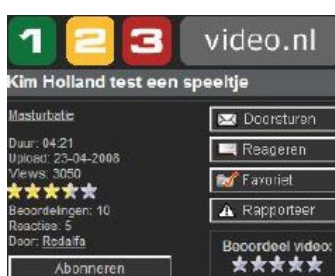 1 2 3 video.nl
Kim Holland test een speeltje
Masturbatie
Duur: 04:21
Upload: 23-04-2008
Views: 3050
Beoordelingen: 10
Reacties: 5
Door: Redalfa
Abonneren
Doorsturen
Reageren
Favoriet
Rapporteer
Beoordeel video: